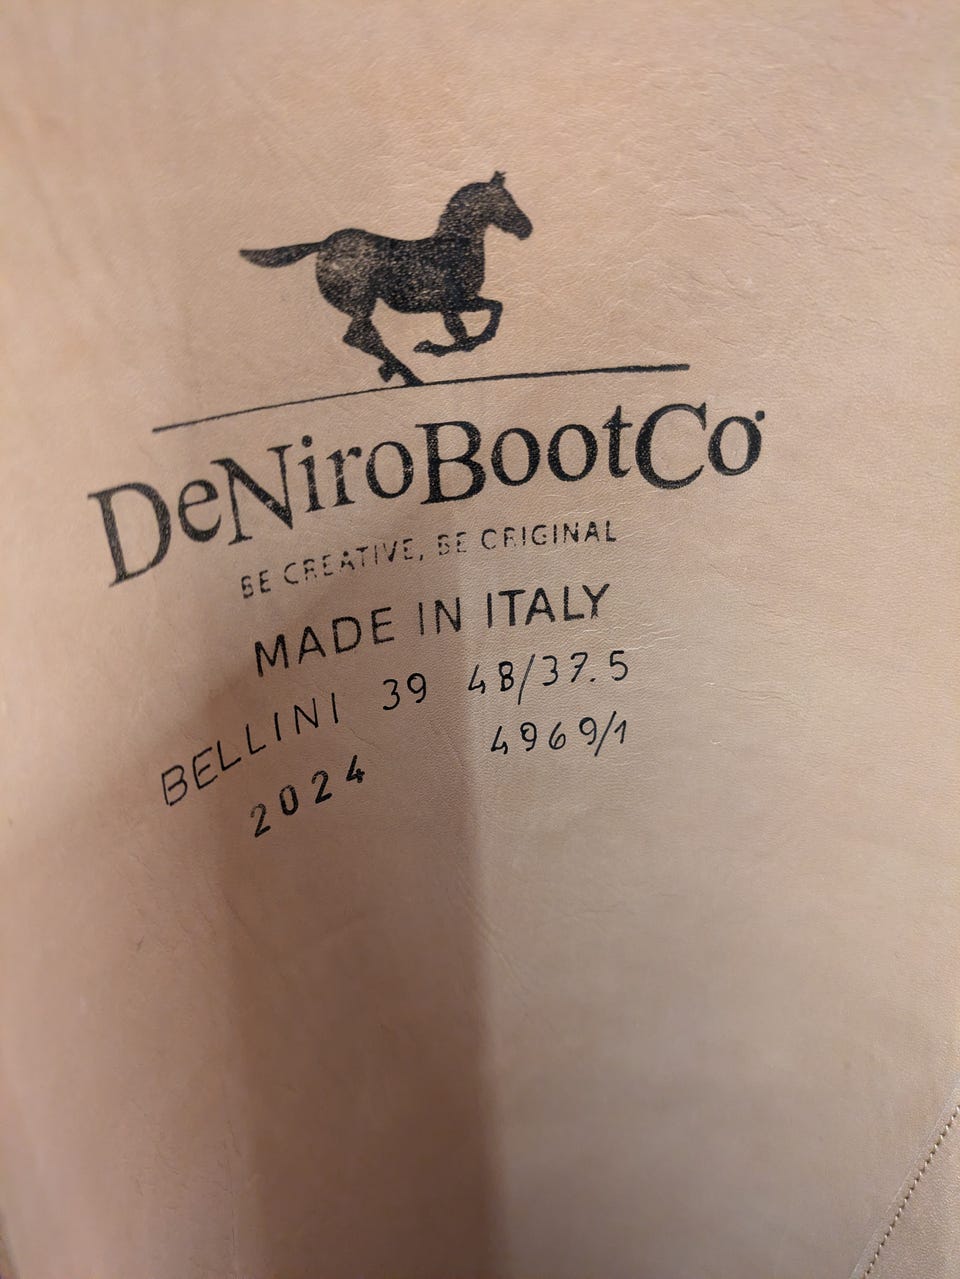 DeNiroBootCo
BE CREATIVE, BE ORIGINAL
MADE IN ITALY
BELLINI 39 48/37.5
2024 4969/1